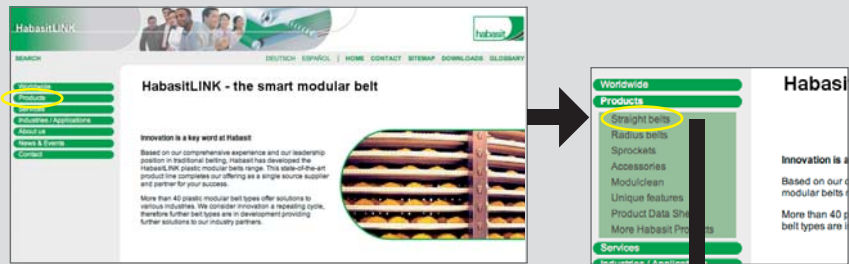 HabasitLINK
habasit
SEARCH
DEUTSCH ESPAÑOL | HOME CONTACT SITEMAP DOWNLOADS GLOSSARY
Worldwide
Products
Services
Industries / Applications
About us
News & Events
Contact
HabasitLINK - the smart modular belt
Innovation is a key word at Habasit
Based on our comprehensive experience and our leadership
position in traditional belting, Habasit has developed the
HabasitLINK plastic modular belts range. This state-of-the-art
product line completes our offering as a single source supplier
and partner for your success.
More than 40 plastic modular belt types offer solutions to
various industries. We consider innovation a repeating cycle,
therefore further belt types are in development providing
further solutions to our industry partners.
Worldwide
Products
Straight belts
Radius belts
Sprockets
Accessories
Modulclean
Unique features
Product Data She
More Habasit Pro ts
Services
Industries / Application
Habasi
Innovation is a
Based on our c
modular belts r
More than 40 p
belt types are i